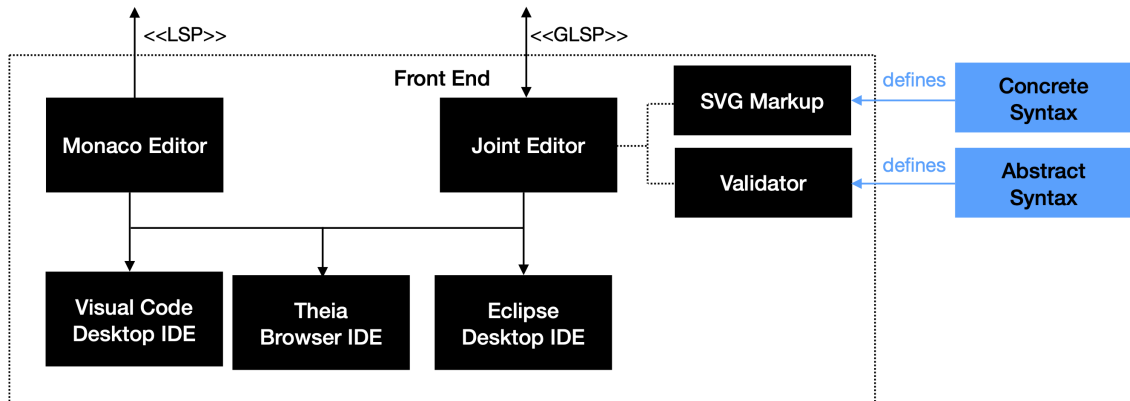 <<LSP>>
<<GLSP>>
Front End
Monaco Editor
Joint Editor
SVG Markup
defines
Concrete
Syntax
Validator
defines
Abstract
Syntax
Visual Code
Desktop IDE
Theia
Browser IDE
Eclipse
Desktop IDE